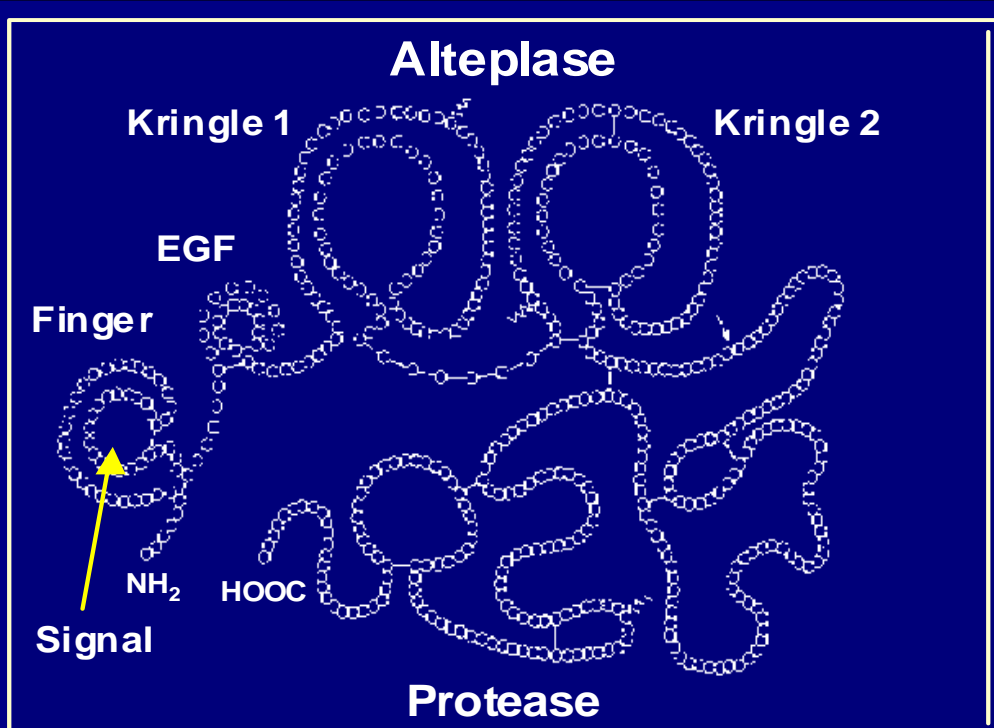 Alteplase
Kringle 1
Kringle 2
EGF
Finger
NH₂
HOOC
Signal
Protease